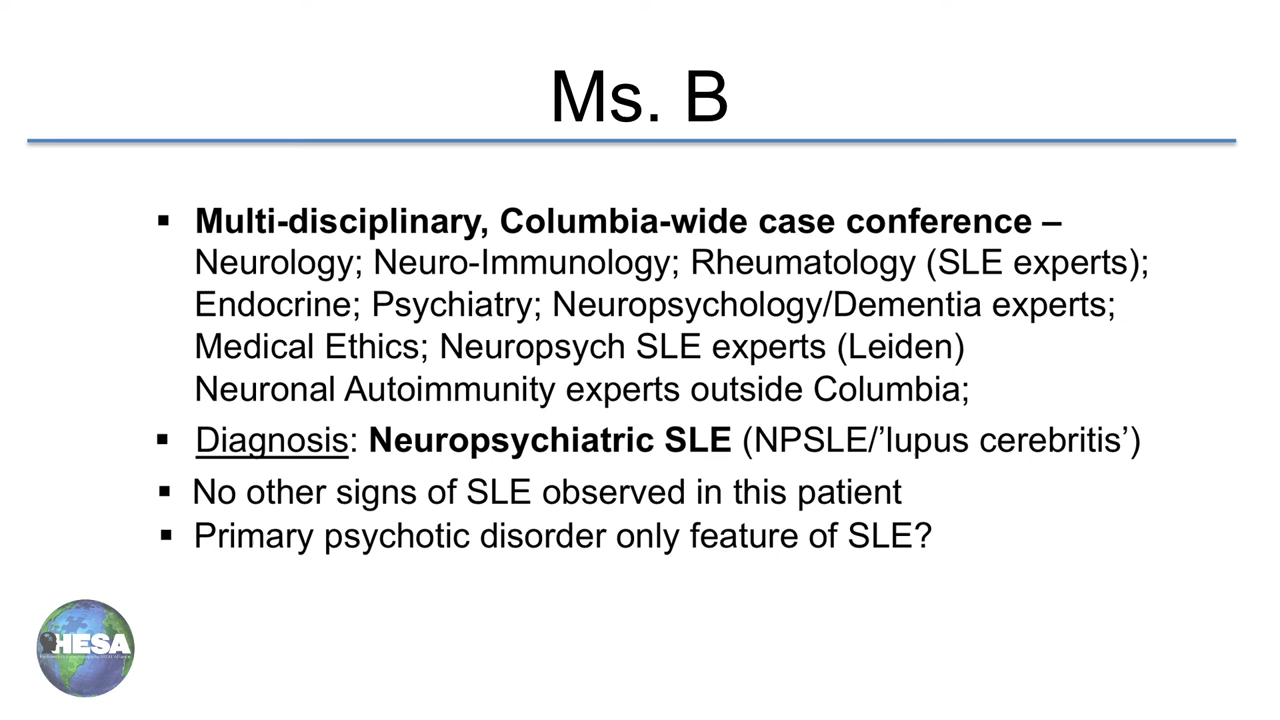 Ms. B
▪ Multi-disciplinary, Columbia-wide case conference –
Neurology; Neuro-Immunology; Rheumatology (SLE experts);
Endocrine; Psychiatry; Neuropsychology/Dementia experts;
Medical Ethics; Neuropsych SLE experts (Leiden)
Neuronal Autoimmunity experts outside Columbia;
▪ Diagnosis: Neuropsychiatric SLE (NPSLE/’lupus cerebritis’)
▪ No other signs of SLE observed in this patient
▪ Primary psychotic disorder only feature of SLE?
HESA